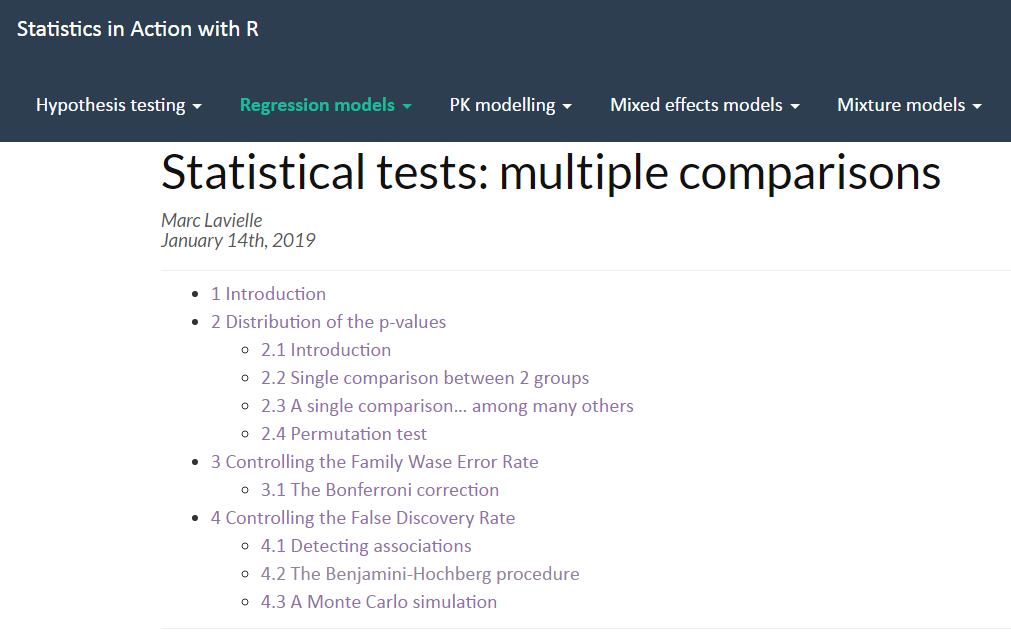 Statistics in Action with R
Hypothesis testing Regression models PK modelling Mixed effects models Mixture models
Statistical tests: multiple comparisons
Marc Lavielle
January 14th, 2019
1 Introduction
2 Distribution of the p-values
2.1 Introduction
2.2 Single comparison between 2 groups
2.3 A single comparison… among many others
2.4 Permutation test
3 Controlling the Family Wase Error Rate
3.1 The Bonferroni correction
4 Controlling the False Discovery Rate
4.1 Detecting associations
4.2 The Benjamini-Hochberg procedure
4.3 A Monte Carlo simulation